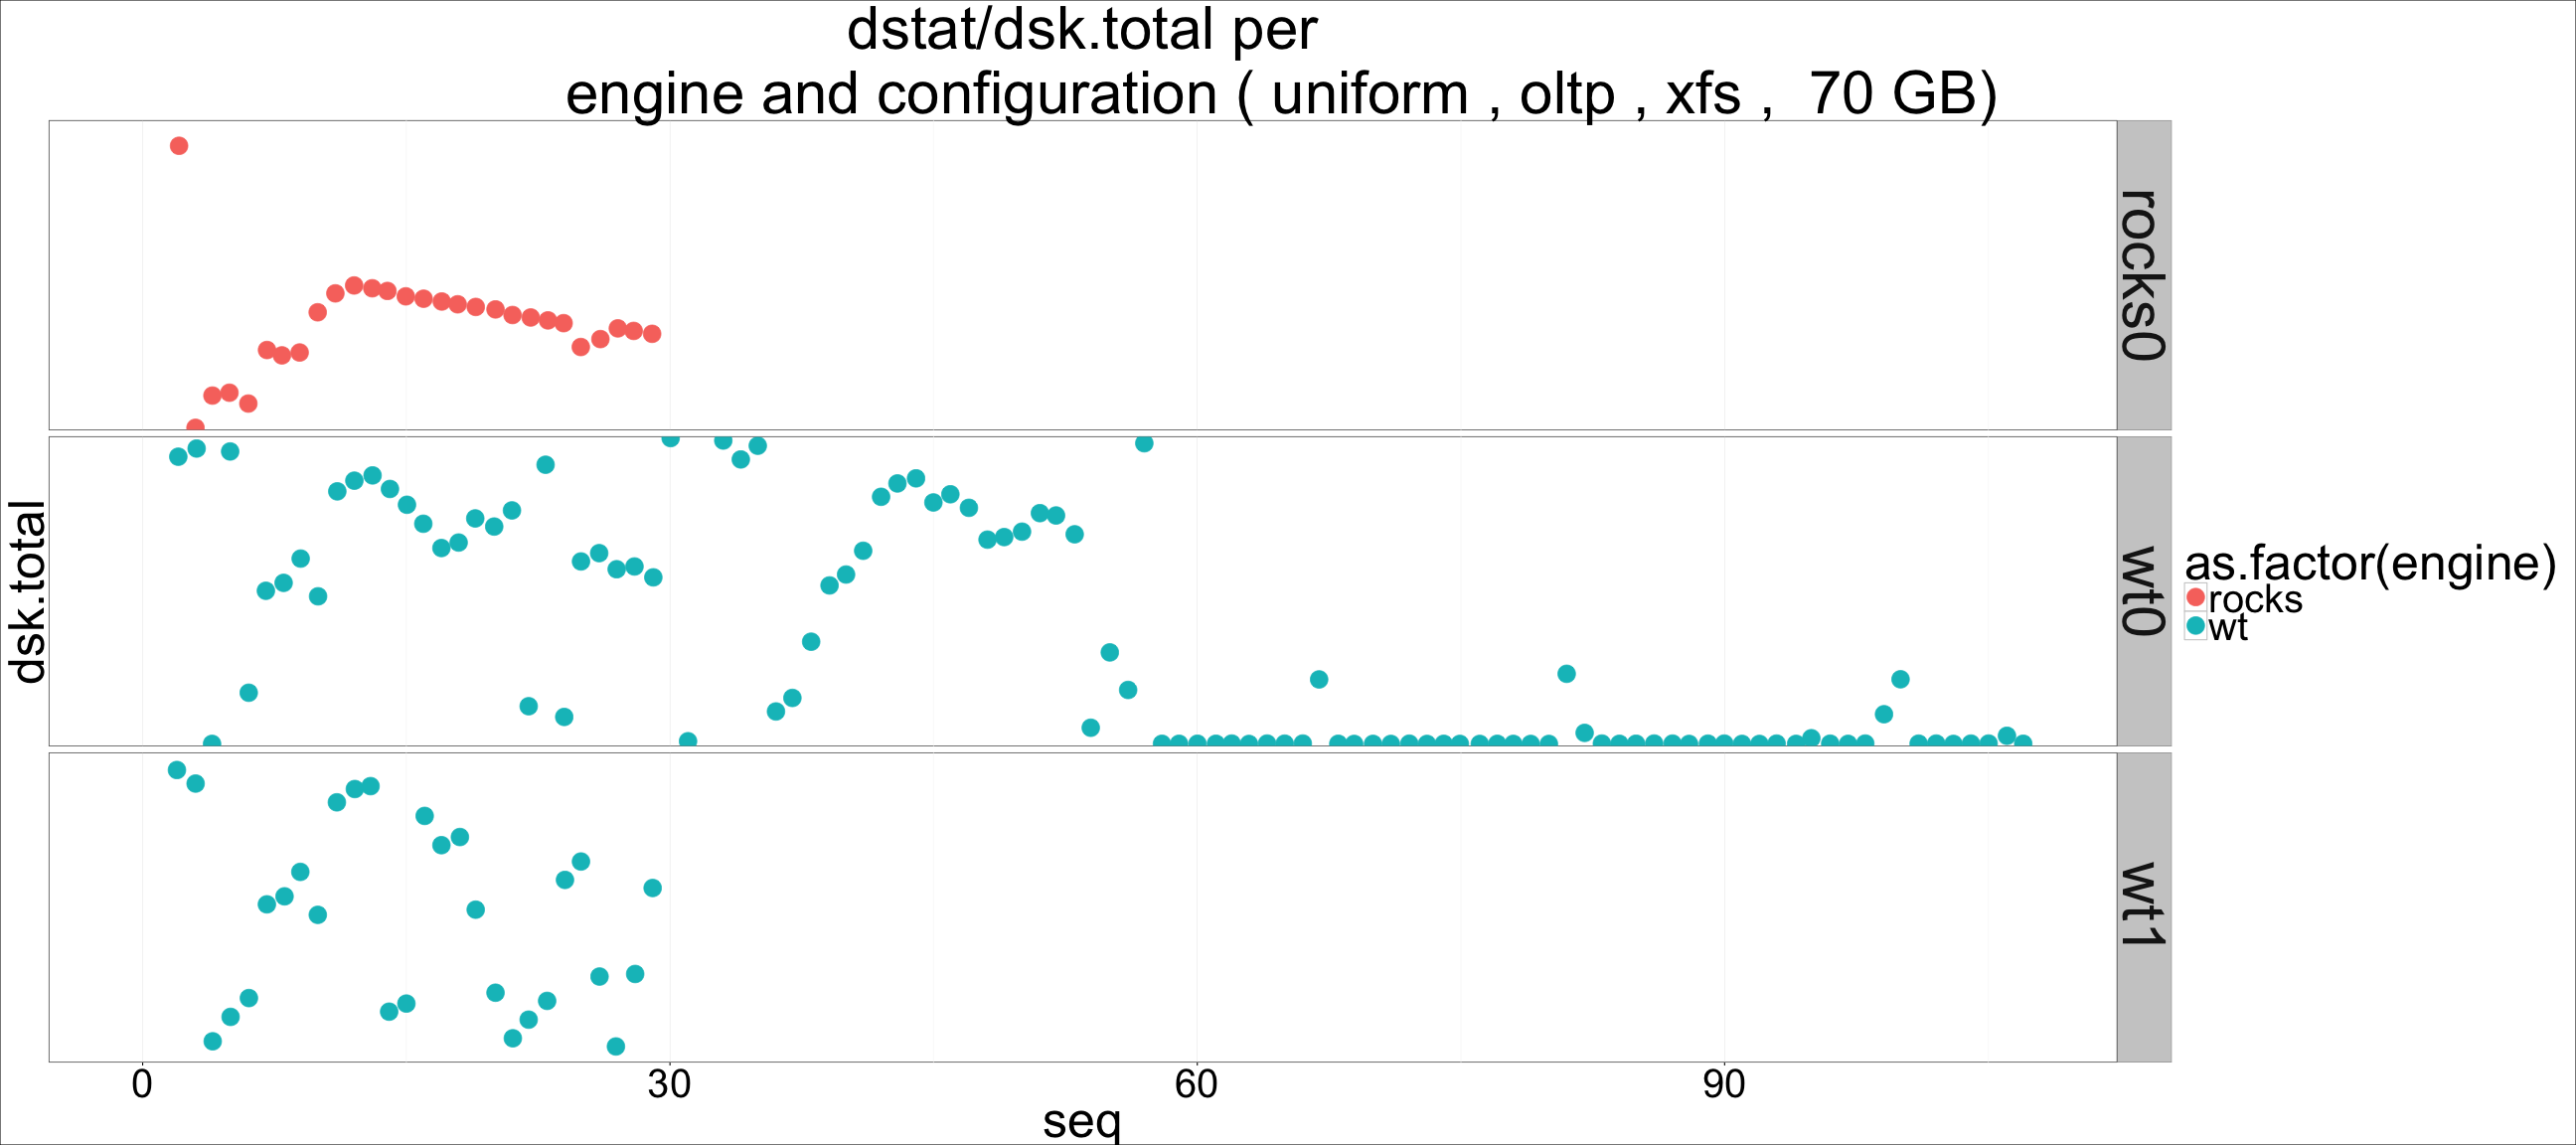 dstat/dsk.total per
engine and configuration ( uniform , oltp , xfs ,  70 GB)
rocks0
wt0
wt1
dsk.total
0
30
60
90
seq
as.factor(engine)
rocks
wt